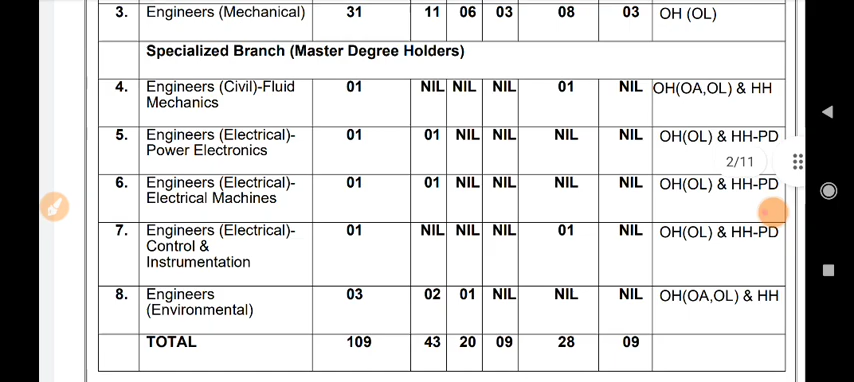 3. Engineers (Mechanical) 31 11 06 03 08 03 OH (OL)
Specialized Branch (Master Degree Holders)
4. Engineers (Civil)-Fluid 01 NIL NIL NIL 01 NIL OH(OA,OL) & HH
Mechanics
5. Engineers (Electrical)- 01 01 NIL NIL NIL NIL OH(OL) & HH-PD
Power Electronics
2/11
6. Engineers (Electrical)- 01 01 NIL NIL NIL NIL OH(OL) & HH-PD
Electrical Machines
7. Engineers (Electrical)- 01 NIL NIL NIL 01 NIL OH(OL) & HH-PD
Control &
Instrumentation
8. Engineers 03 02 01 NIL NIL NIL OH(OA,OL) & HH
(Environmental)
TOTAL 109 43 20 09 28 09